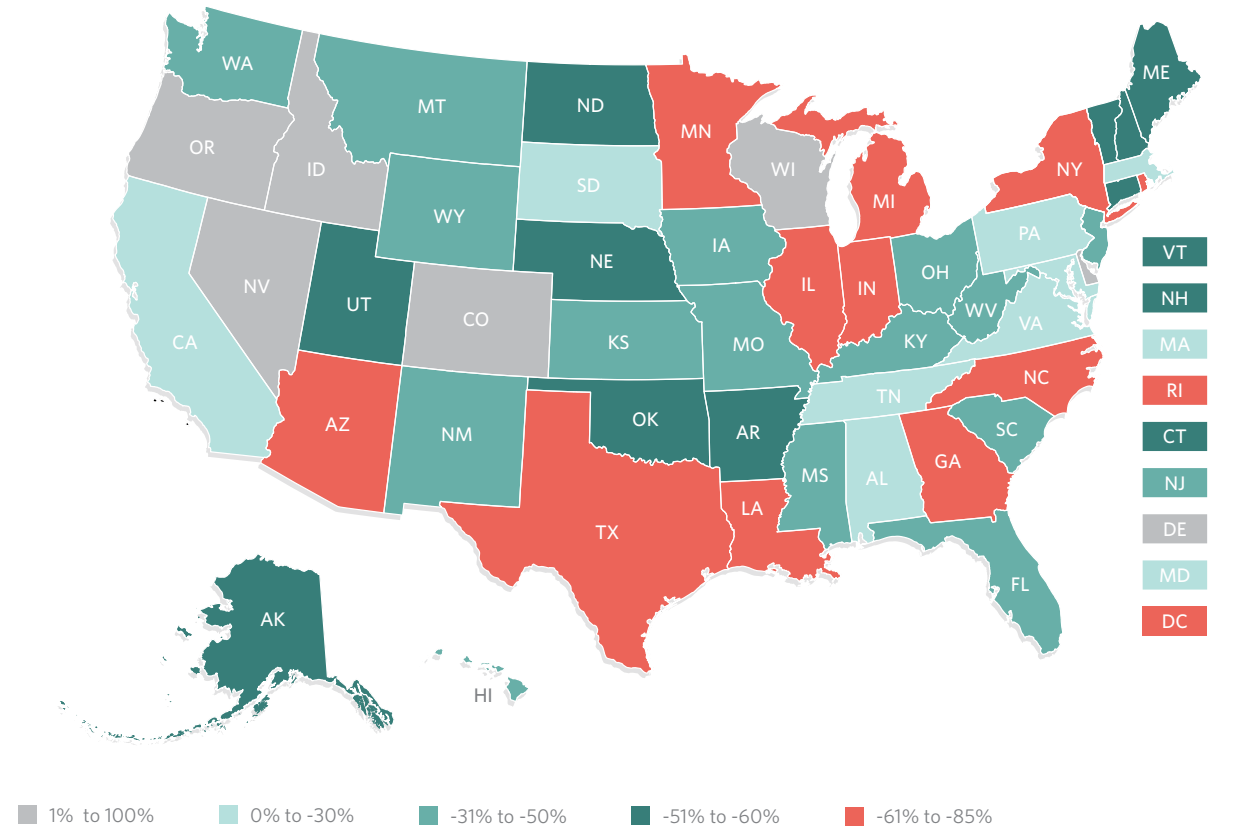 ME
WA
ND
MT
MN
OR
ID
WI
NY
SD
MI
WY
PA
IA
NE
OH
VT
NV
IL
IN
NH
UT
WV
CO
VA
CA
KS
MO
KY
MA
NC
RI
TN
AZ
OK
NM
AR
SC
CT
GA
MS
AL
NJ
LA
TX
DE
FL
MD
AK
DC
HI
1% to 100%
0% to -30%
-31% to -50%
-51% to -60%
-61% to -85%